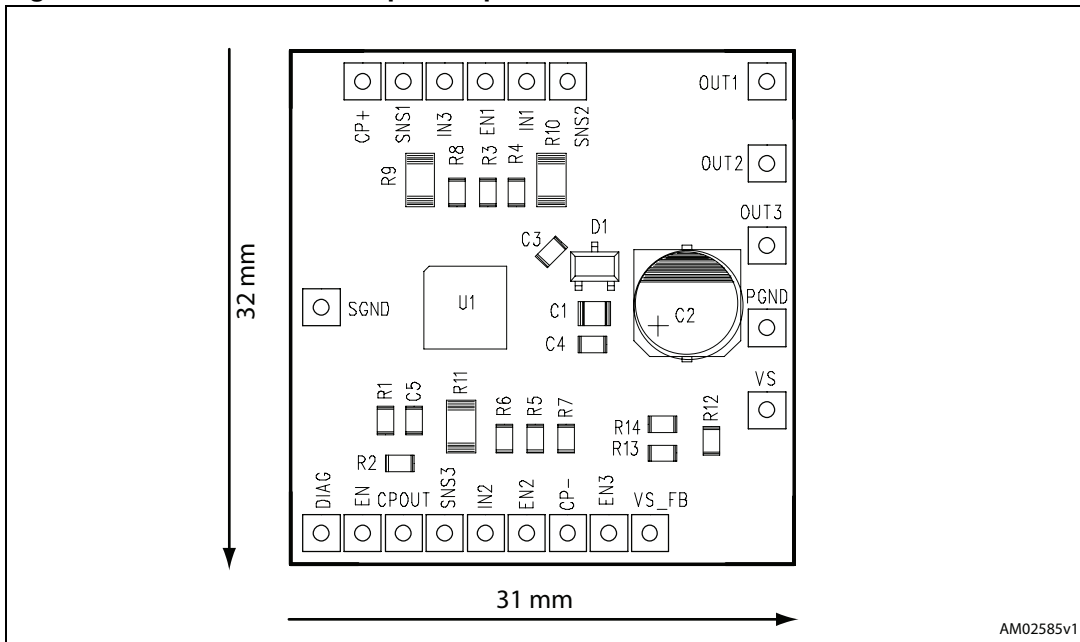 OUT1
CP+
SNS1
IN3
EN1
IN1
SNS2
R9
R8
R3
R4
R10
OUT2
OUT3
C3
D1
32 mm
SGND
U1
C1
C4
C2
PGND
VS
R1
C5
R11
R6
R5
R7
R14
R13
R12
R2
DIAG
EN
CPOUT
SNS3
IN2
EN2
CP-
EN3
VS_FB
31 mm
AM02585v1